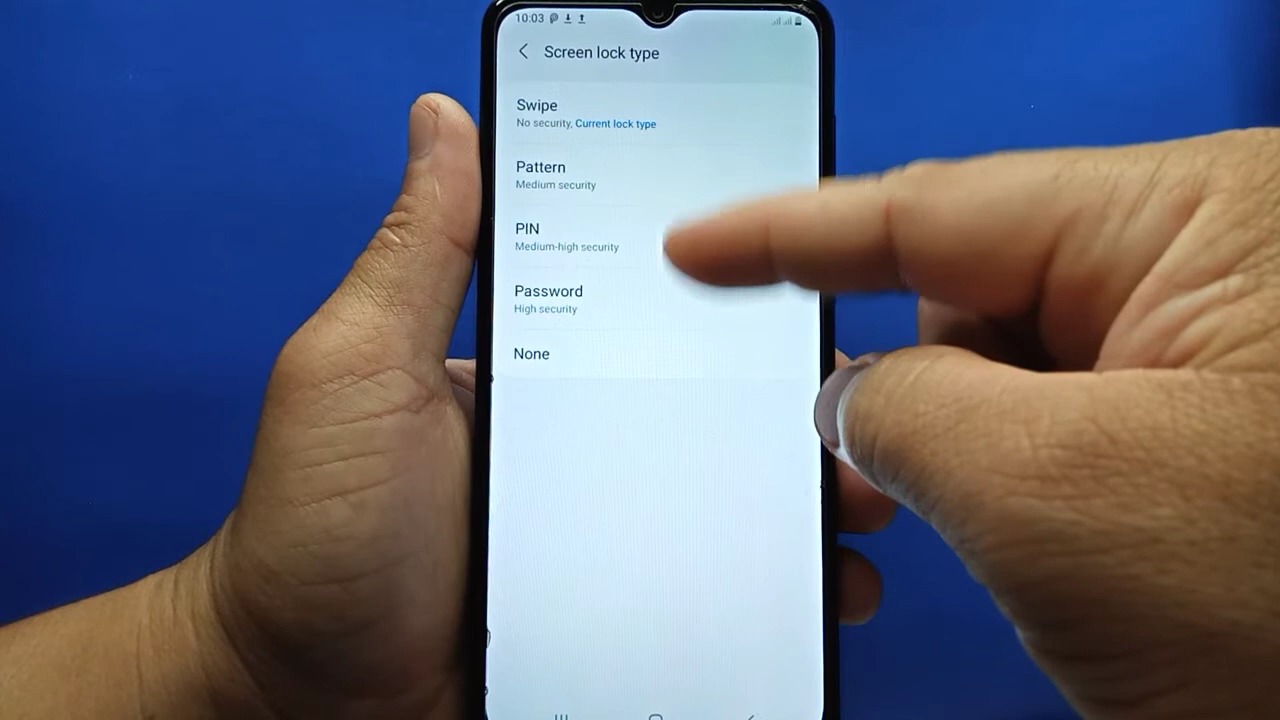 10:03
Screen lock type
Swipe
No security, Current lock type
Pattern
Medium security
PIN
Medium-high security
Password
High security
None